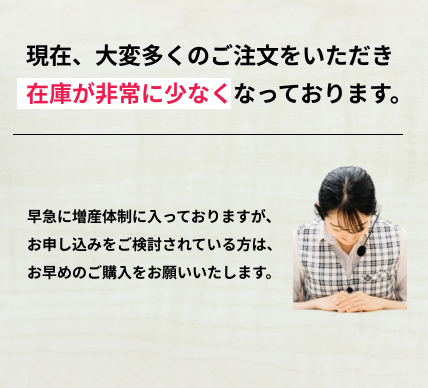 現在、大変多くのご注文をいただき
在庫が非常に少なくなっております。
早急に増産体制に入っておりますが、
お申し込みをご検討されている方は、
お早めのご購入をお願いいたします。